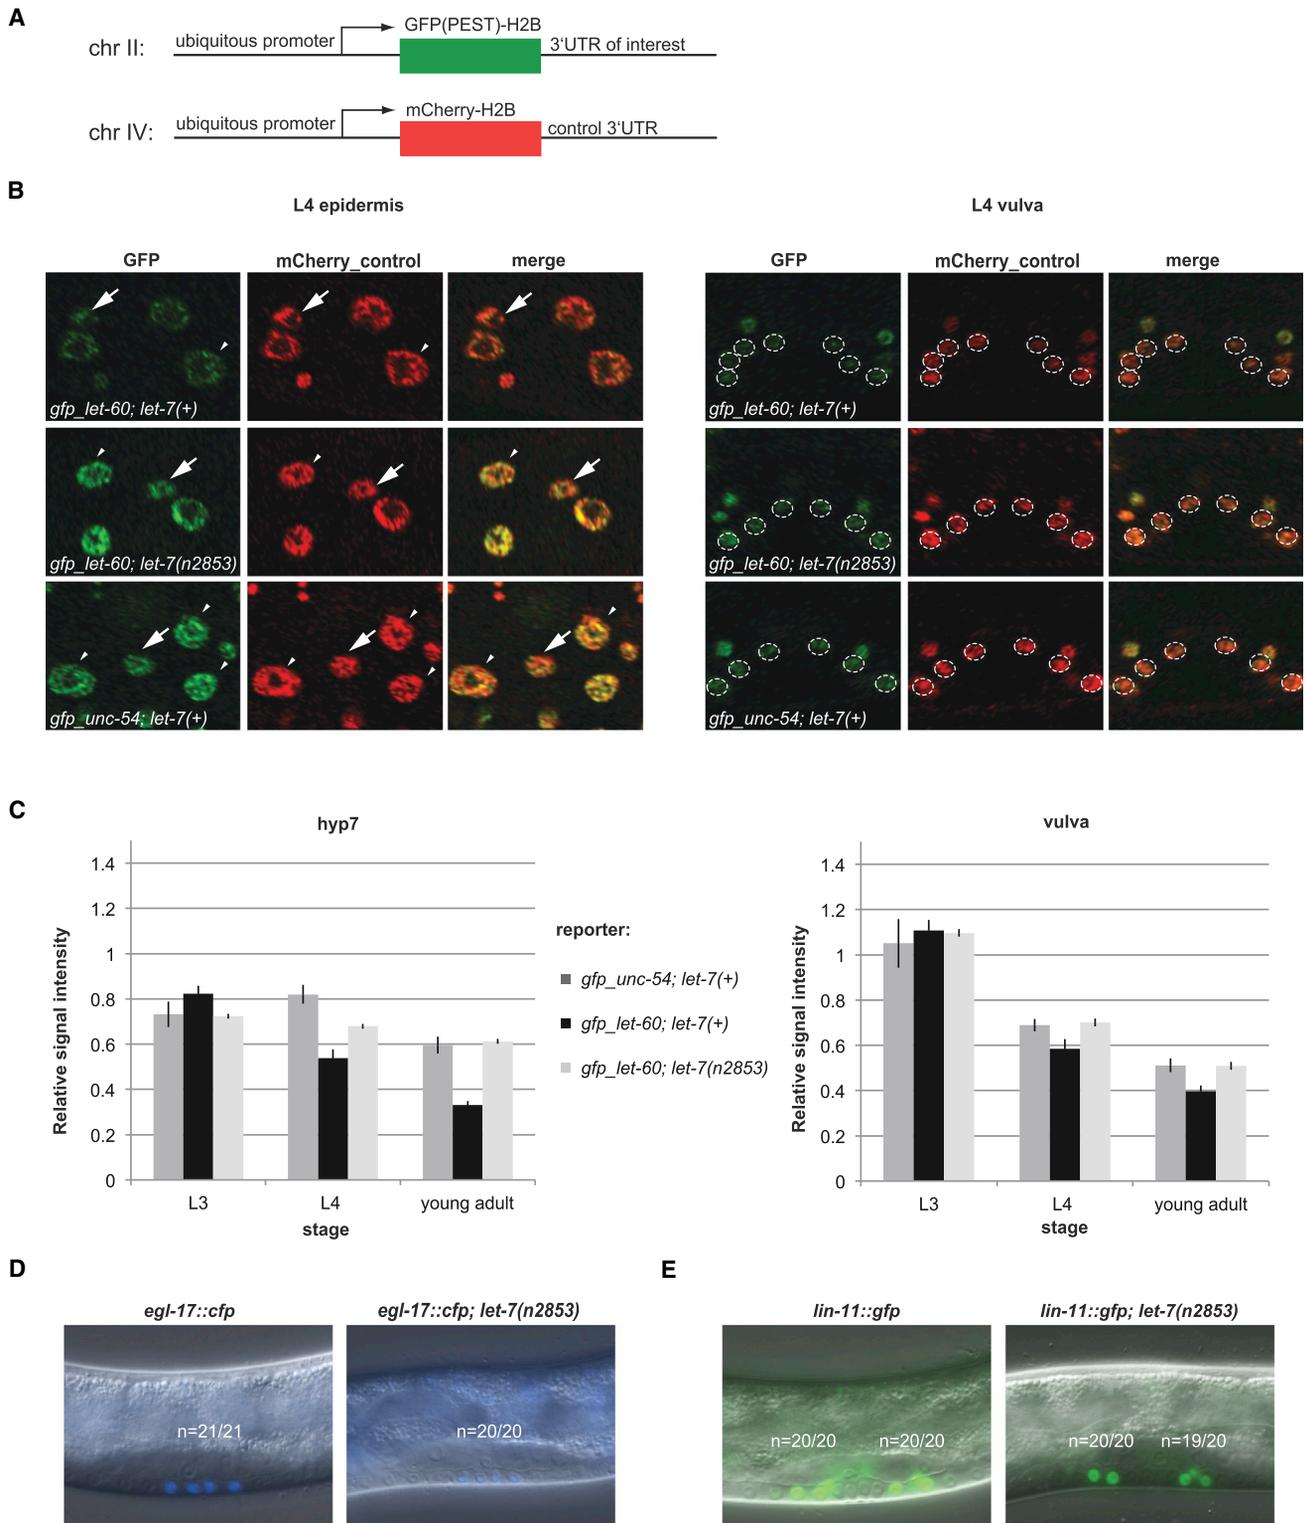 A
chr II:
ubiquitous promoter
GFP(PEST)-H2B
3‘UTR of interest
chr IV:
ubiquitous promoter
mCherry-H2B
control 3‘UTR
B
L4 epidermis
L4 vulva
GFP
mCherry_control
merge
GFP
mCherry_control
merge
gfp_let-60; let-7(+)
gfp_let-60; let-7(+)
gfp_let-60; let-7(n2853)
gfp_let-60; let-7(n2853)
gfp_unc-54; let-7(+)
gfp_unc-54; let-7(+)
C
hyp7
Relative signal intensity
1.4
1.2
1
0.8
0.6
0.4
0.2
0
L3
L4
young adult
stage
reporter:
gfp_unc-54; let-7(+)
gfp_let-60; let-7(+)
gfp_let-60; let-7(n2853)
vulva
Relative signal intensity
1.4
1.2
1
0.8
0.6
0.4
0.2
0
L3
L4
young adult
stage
D
egl-17::cfp
egl-17::cfp; let-7(n2853)
n=21/21
n=20/20
E
lin-11::gfp
lin-11::gfp; let-7(n2853)
n=20/20
n=20/20
n=20/20
n=19/20